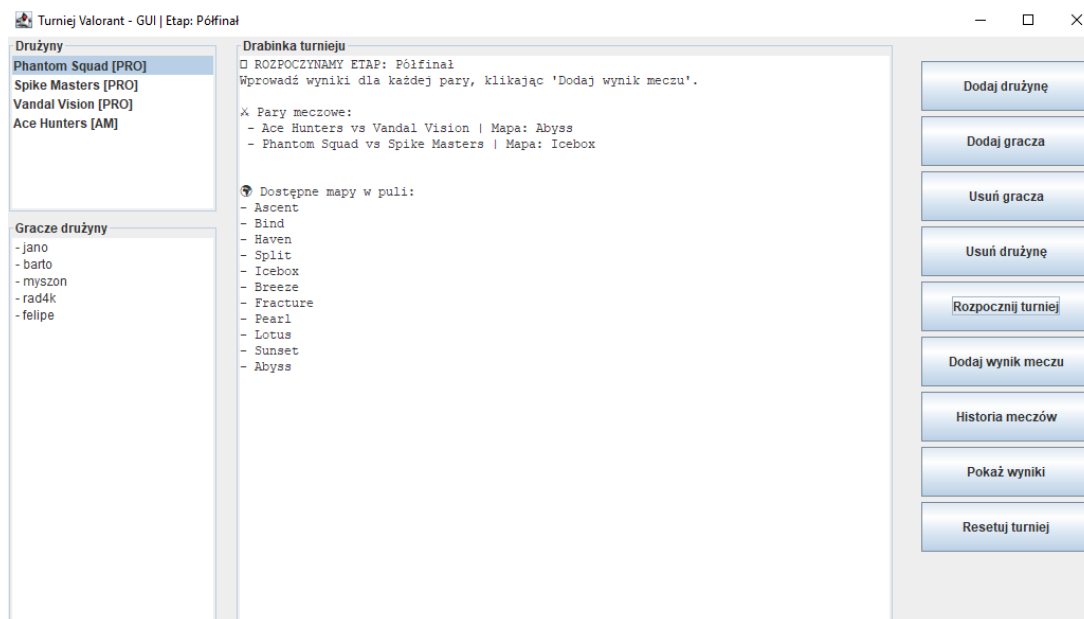 Turniej Valorant - GUI | Etap: Półfinał
Drużyny
Phantom Squad [PRO]
Spike Masters [PRO]
Vandal Vision [PRO]
Ace Hunters [AM]
Gracze drużyny
- jano
- barto
- myszon
- rad4k
- felipe
Drabinka turnieju
ROZPOCZYNAMY ETAP: Półfinał
Wprowadź wyniki dla każdej pary, klikając 'Dodaj wynik meczu'.
⚔ Pary meczowe:
- Ace Hunters vs Vandal Vision | Mapa: Abyss
- Phantom Squad vs Spike Masters | Mapa: Icebox
🌍 Dostępne mapy w puli:
- Ascent
- Bind
- Haven
- Split
- Icebox
- Breeze
- Fracture
- Pearl
- Lotus
- Sunset
- Abyss
Dodaj drużynę
Dodaj gracza
Usuń gracza
Usuń drużynę
Rozpocznij turniej
Dodaj wynik meczu
Historia meczów
Pokaż wyniki
Resetuj turniej